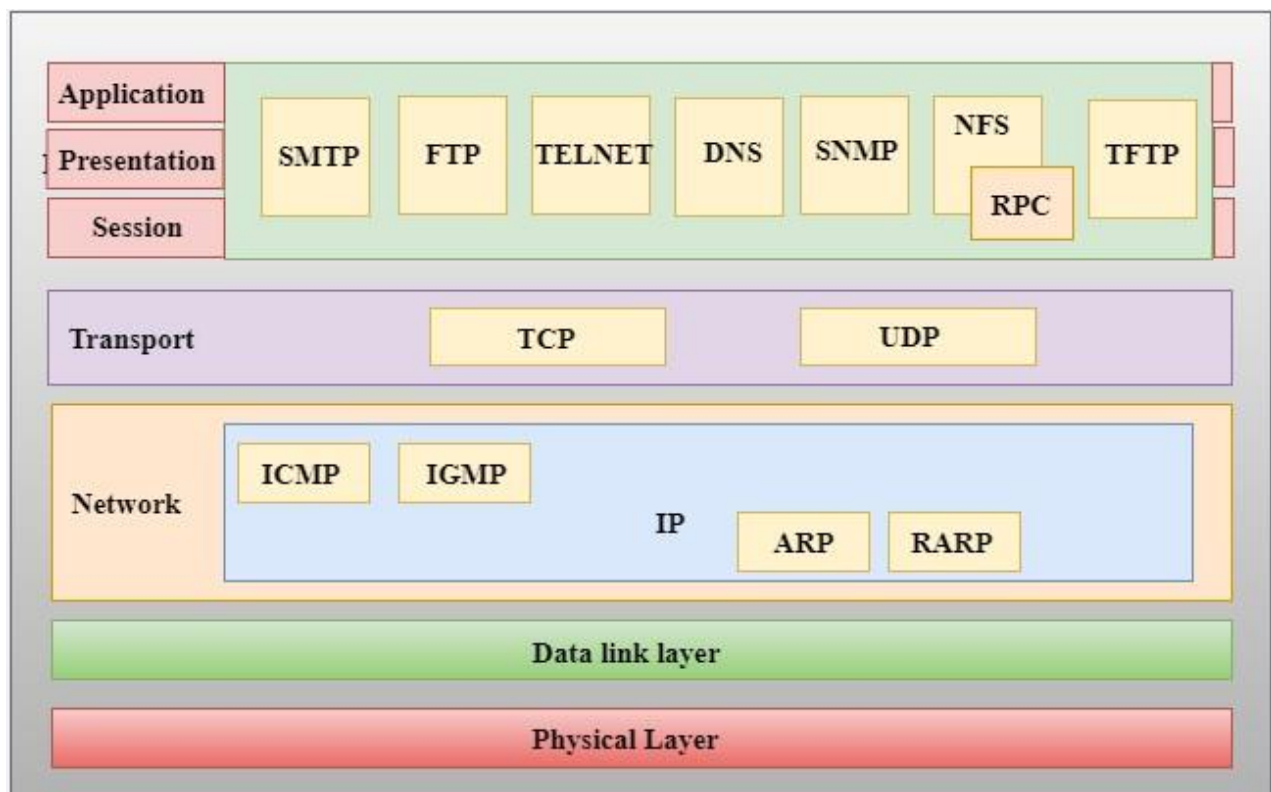 Application
Presentation
Session
SMTP
FTP
TELNET
DNS
SNMP
NFS
RPC
TFTP
Transport
TCP
UDP
Network
ICMP
IGMP
IP
ARP
RARP
Data link layer
Physical Layer